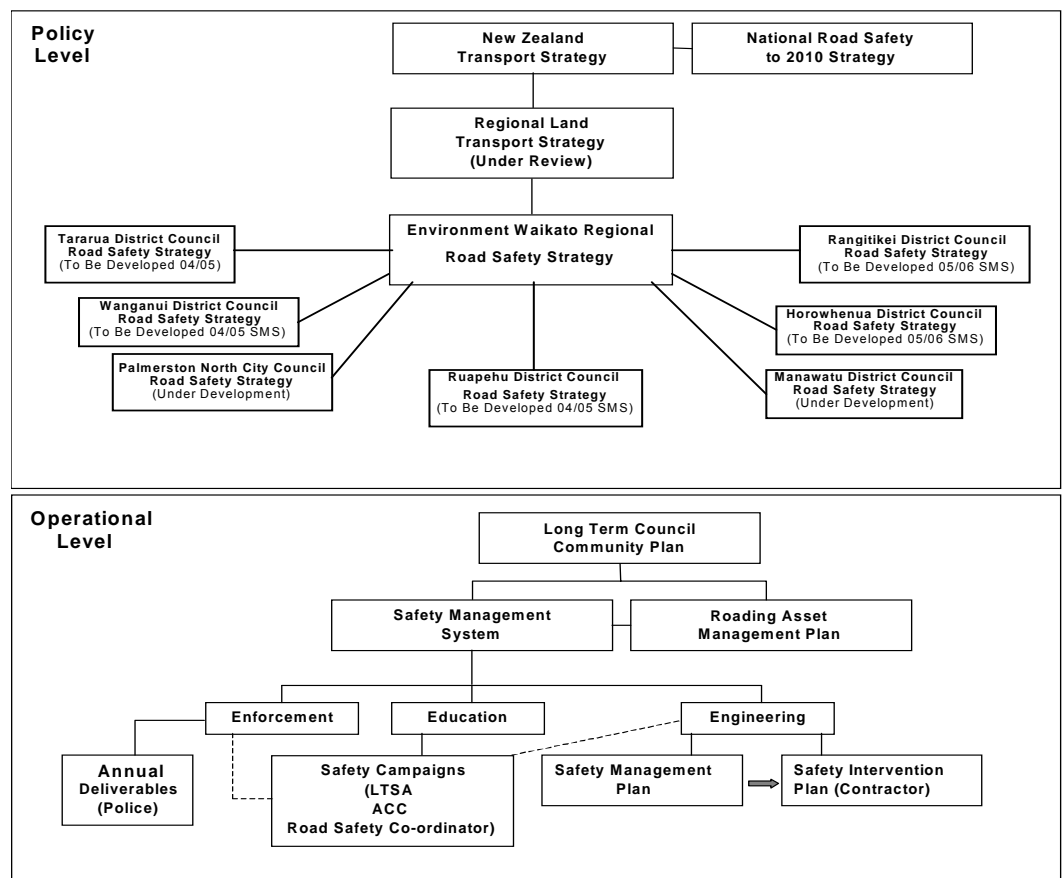 Policy
Level
New Zealand
Transport Strategy
National Road Safety
to 2010 Strategy
Regional Land
Transport Strategy
(Under Review)
Environment Waikato Regional
Road Safety Strategy
Tararua District Council
Road Safety Strategy
(To Be Developed 04/05)
Wanganui District Council
Road Safety Strategy
(To Be Developed 04/05 SMS)
Palmerston North City Council
Road Safety Strategy
(Under Development)
Ruapehu District Council
Road Safety Strategy
(To Be Developed 04/05 SMS)
Rangitikei District Council
Road Safety Strategy
(To Be Developed 05/06 SMS)
Horowhenua District Council
Road Safety Strategy
(To Be Developed 05/06 SMS)
Manawatu District Council
Road Safety Strategy
(Under Development)
Operational
Level
Long Term Council
Community Plan
Safety Management
System
Roading Asset
Management Plan
Enforcement
Education
Engineering
Annual
Deliverables
(Police)
Safety Campaigns
(LTSA
ACC
Road Safety Co-ordinator)
Safety Management
Plan
Safety Intervention
Plan (Contractor)